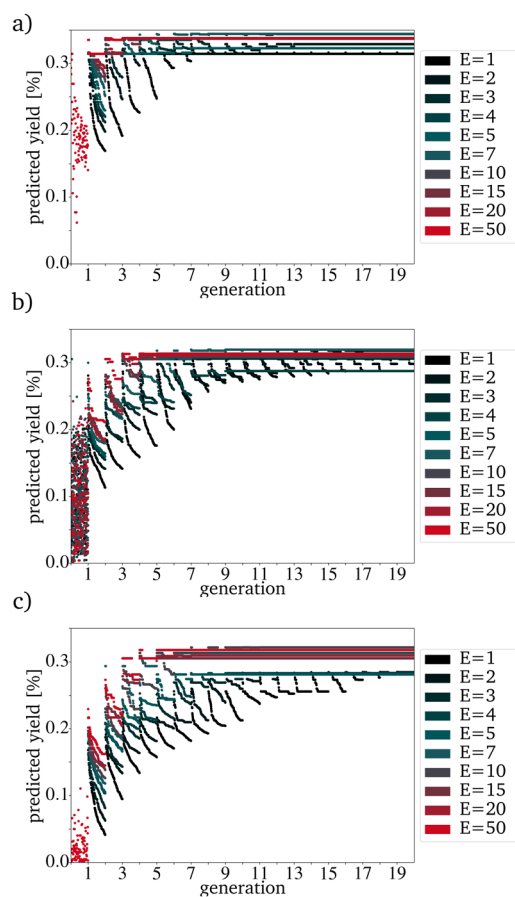 a)
predicted yield [%]
0.3
0.2
0.1
0.0
1 3 5 7 9 11 13 15 17 19
generation
E=1
E=2
E=3
E=4
E=5
E=7
E=10
E=15
E=20
E=50
b)
predicted yield [%]
0.3
0.2
0.1
0.0
1 3 5 7 9 11 13 15 17 19
generation
E=1
E=2
E=3
E=4
E=5
E=7
E=10
E=15
E=20
E=50
c)
predicted yield [%]
0.3
0.2
0.1
0.0
1 3 5 7 9 11 13 15 17 19
generation
E=1
E=2
E=3
E=4
E=5
E=7
E=10
E=15
E=20
E=50